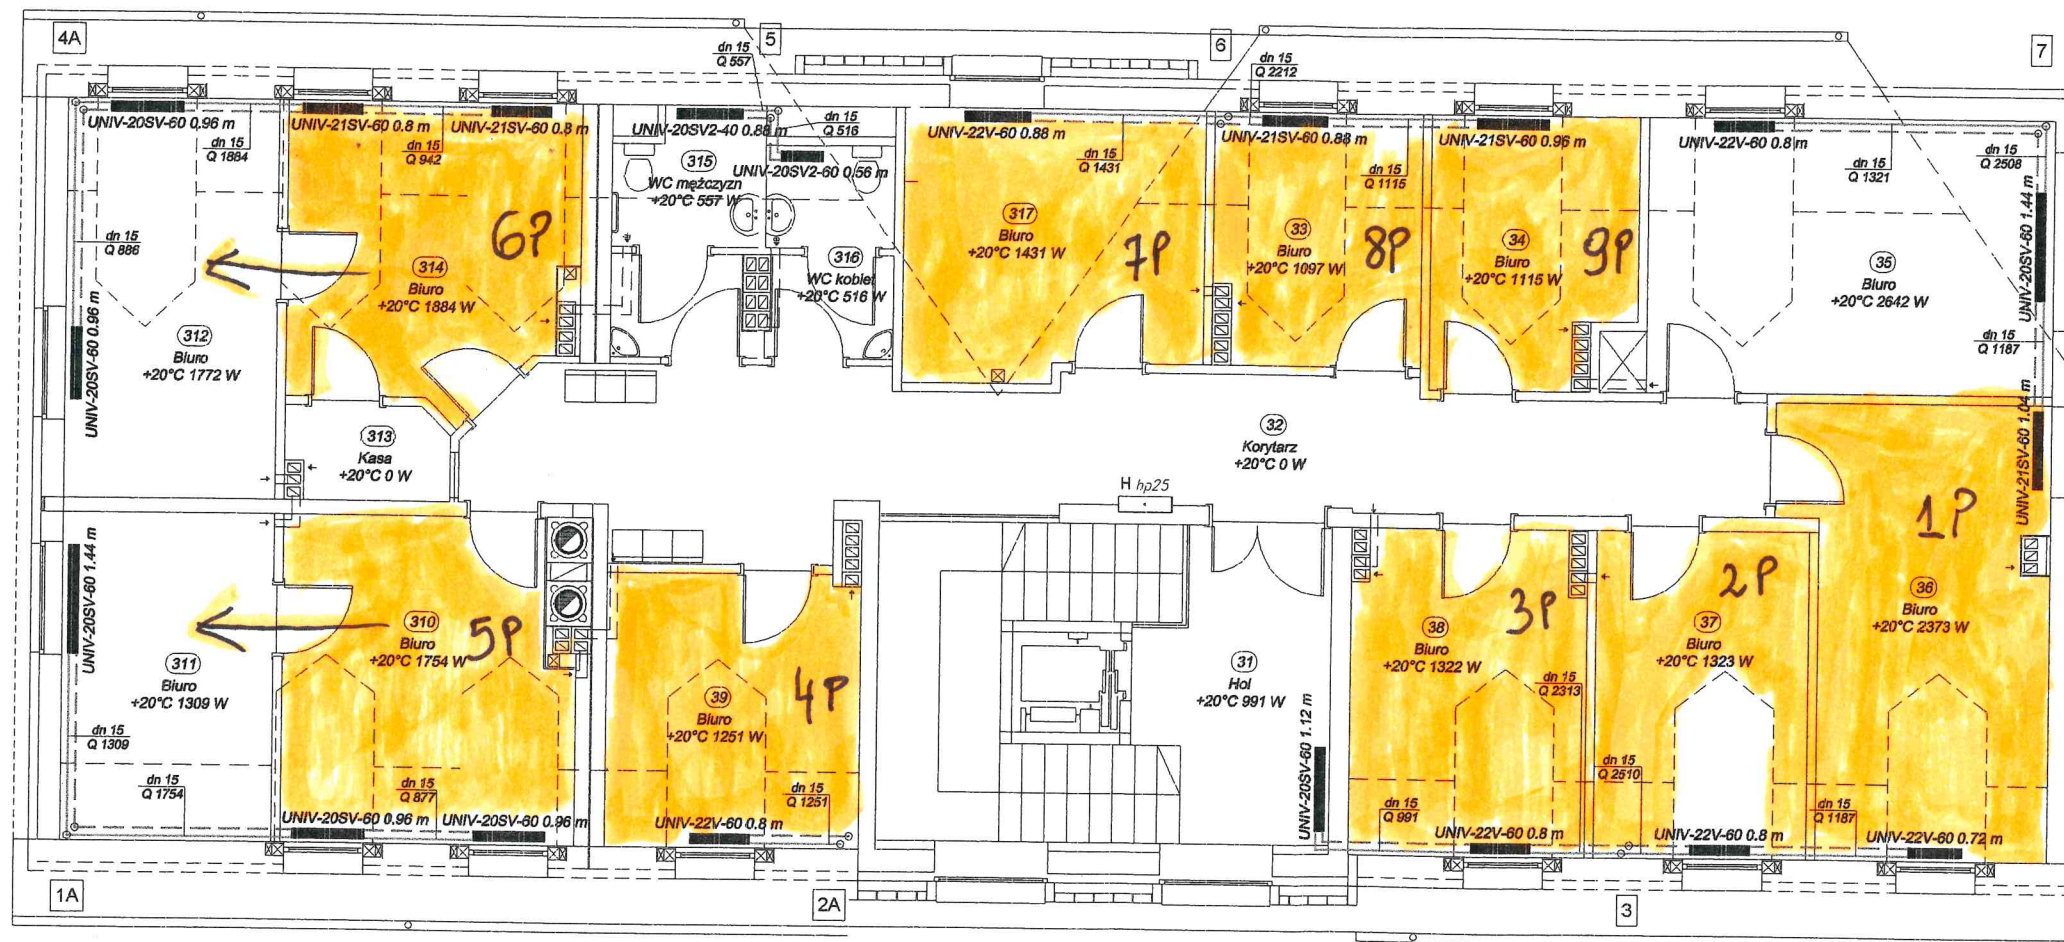 4A
5
6
7
dn 15
Q 557
dn 15
Q 2212
UNIV-20SV-60 0.96 m
UNIV-21SV-60 0.8 m
UNIV-21SV-60 0.8 m
UNIV-20SV2-40 0.88 m
dn 15
Q 516
UNIV-22V-60 0.88 m
UNIV-21SV-60 0.88 m
UNIV-21SV-60 0.96 m
UNIV-22V-60 0.8 m
dn 15
Q 1884
dn 15
Q 942
315
WC mężczyzn
+20°C 557 W
UNIV-20SV2-60 0.56 m
dn 15
Q 1431
dn 15
Q 1115
dn 15
Q 1321
dn 15
Q 2508
UNIV-20SV-60 1.44 m
dn 15
Q 886
6P
314
Biuro
+20°C 1884 W
316
WC kobiet
+20°C 516 W
317
Biuro
+20°C 1431 W
7P
33
Biuro
+20°C 1097 W
8P
34
Biuro
+20°C 1115 W
9P
35
Biuro
+20°C 2642 W
UNIV-20SV-60 0.96 m
312
Biuro
+20°C 1772 W
dn 15
Q 1187
313
Kasa
+20°C 0 W
32
Korytarz
+20°C 0 W
UNIV-21SV-60 1.04 m
H hp25
1P
36
Biuro
+20°C 2373 W
UNIV-20SV-60 1.44 m
311
Biuro
+20°C 1309 W
310
Biuro
+20°C 1754 W
5P
39
Biuro
+20°C 1251 W
4P
31
Hol
+20°C 991 W
38
Biuro
+20°C 1322 W
3P
37
Biuro
+20°C 1323 W
2P
dn 15
Q 2313
dn 15
Q 1309
dn 15
Q 1754
dn 15
Q 877
dn 15
Q 1251
UNIV-20SV-60 1.12 m
dn 15
Q 991
dn 15
Q 2510
dn 15
Q 1187
UNIV-20SV-60 0.96 m
UNIV-20SV-60 0.96 m
UNIV-22V-60 0.8 m
UNIV-22V-60 0.8 m
UNIV-22V-60 0.8 m
UNIV-22V-60 0.72 m
1A
2A
3